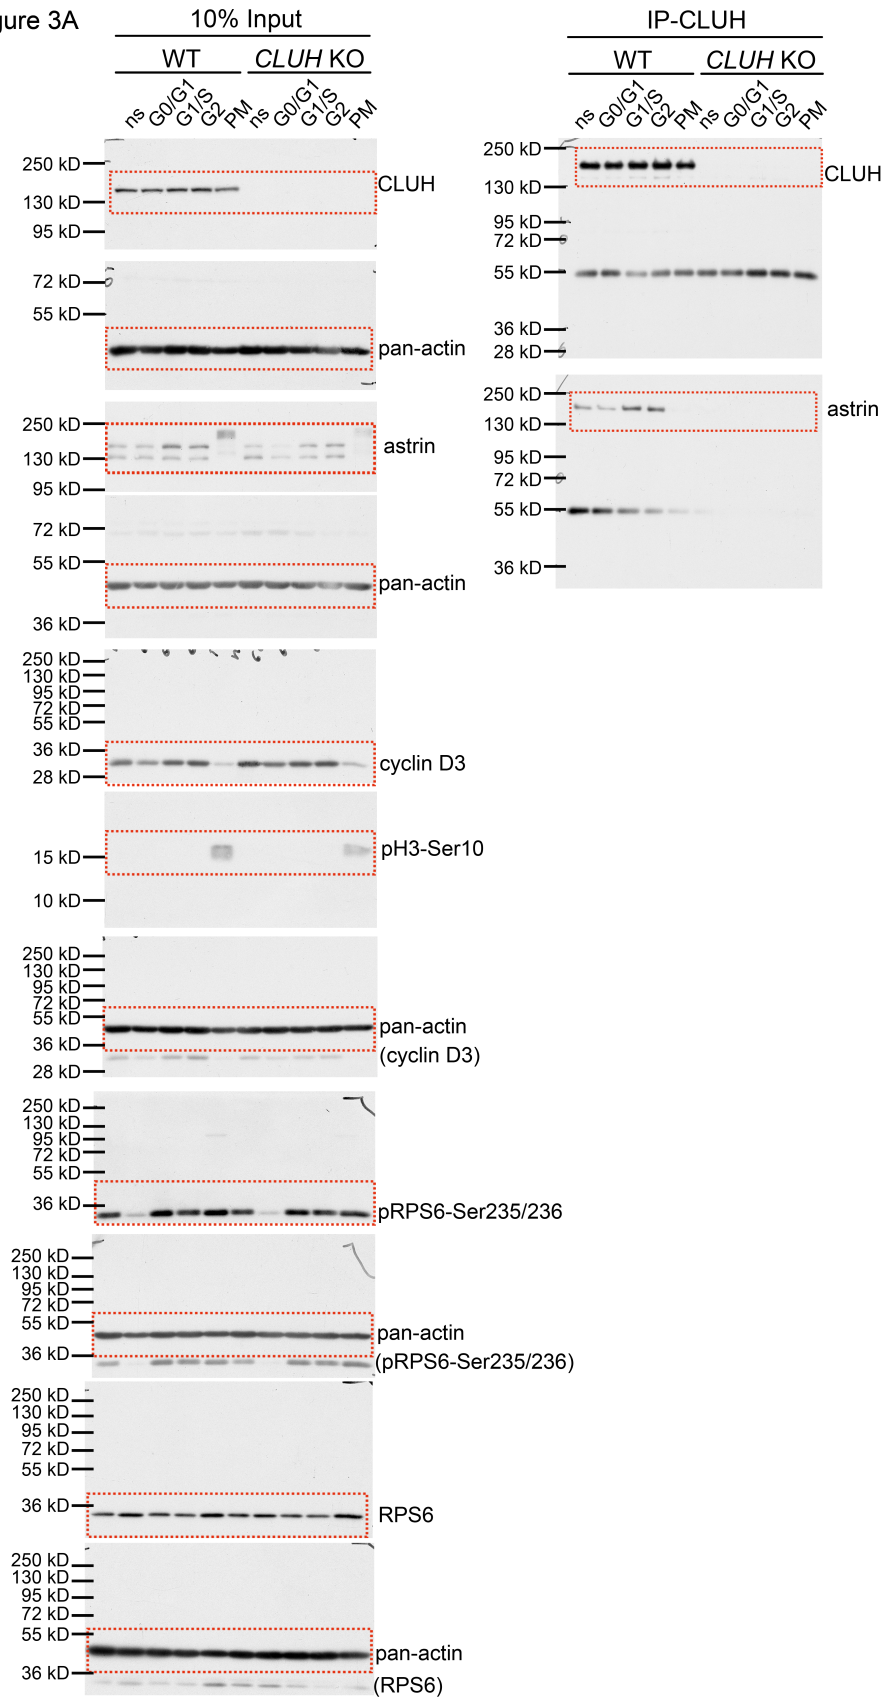 gure 3A
10% Input
WT CLUH KO
ns G0/G1 G1/S G2 PM ns G0/G1 G1/S G2 PM
250 kD
130 kD
95 kD
CLUH
72 kD
55 kD
pan-actin
250 kD
130 kD
95 kD
astrin
72 kD
55 kD
36 kD
pan-actin
250 kD
130 kD
95 kD
72 kD
55 kD
36 kD
28 kD
cyclin D3
15 kD
10 kD
pH3-Ser10
250 kD
130 kD
95 kD
72 kD
55 kD
36 kD
28 kD
pan-actin
(cyclin D3)
250 kD
130 kD
95 kD
72 kD
55 kD
36 kD
pRPS6-Ser235/236
250 kD
130 kD
95 kD
72 kD
55 kD
36 kD
pan-actin
(pRPS6-Ser235/236)
250 kD
130 kD
95 kD
72 kD
55 kD
36 kD
RPS6
250 kD
130 kD
95 kD
72 kD
55 kD
36 kD
pan-actin
(RPS6)
IP-CLUH
WT CLUH KO
ns G0/G1 G1/S G2 PM ns G0/G1 G1/S G2 PM
250 kD
130 kD
95 kD
72 kD
55 kD
36 kD
28 kD
CLUH
250 kD
130 kD
95 kD
72 kD
55 kD
36 kD
astrin